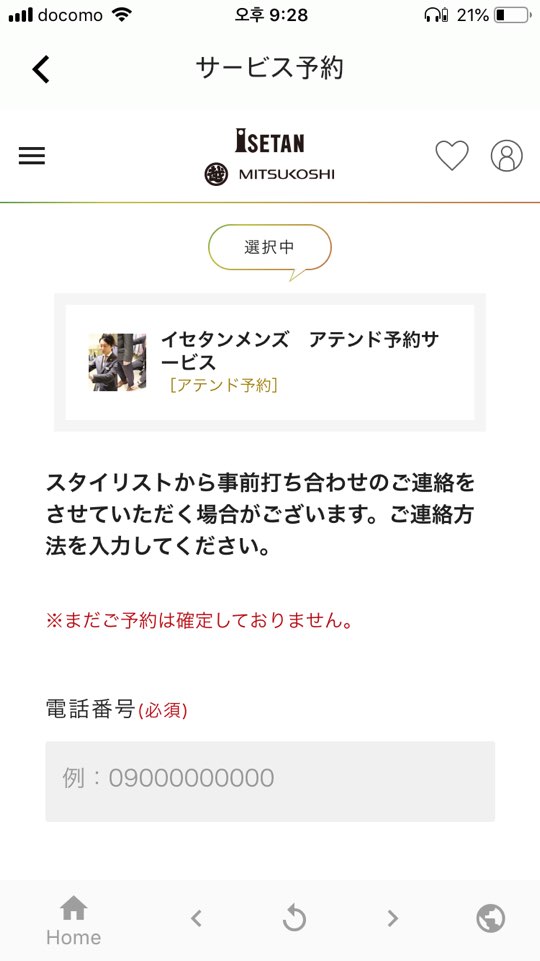 docomo 오후 9:28 21%
サービス予約
ISETAN
MITSUKOSHI
選択中
イセタンメンズ　アテンド予約サ
ービス
［アテンド予約］
スタイリストから事前打ち合わせのご連絡を
させていただく場合がございます。ご連絡方
法を入力してください。
※まだご予約は確定しておりません。
電話番号(必須)
例：09000000000
Home